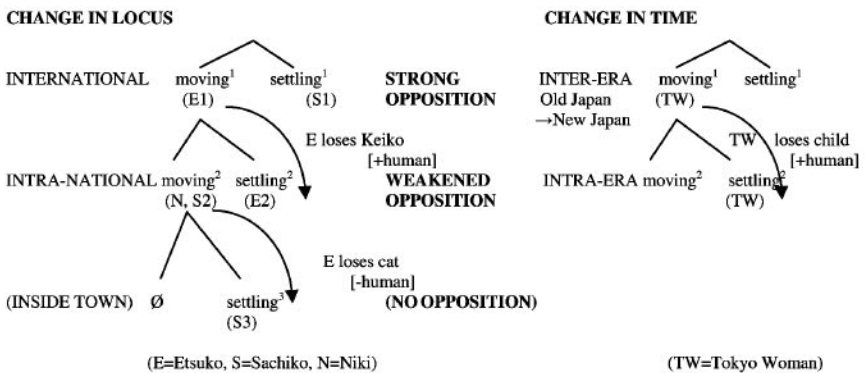 CHANGE IN LOCUS
INTERNATIONAL moving¹ settling¹ STRONG
(E1) (S1) OPPOSITION
E loses Keiko
[+human]
INTRA-NATIONAL moving² settling² WEAKENED
(N, S2) (E2) OPPOSITION
E loses cat
[-human]
(INSIDE TOWN) Ø settling³ (NO OPPOSITION)
(S3)
(E=Etsuko, S=Sachiko, N=Niki)
CHANGE IN TIME
INTER-ERA moving¹ settling¹
Old Japan (TW)
→New Japan
TW loses child
[+human]
INTRA-ERA moving² settling²
(TW)
(TW=Tokyo Woman)